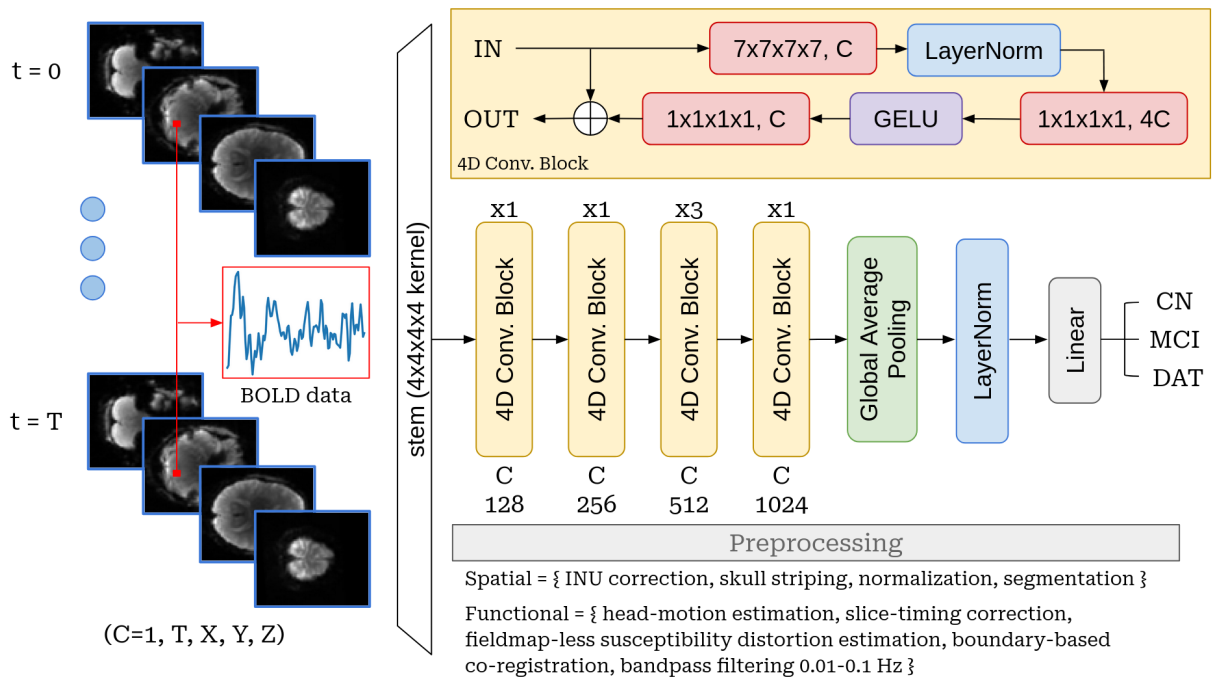 t = 0
t = T
BOLD data
(C=1, T, X, Y, Z)
stem (4x4x4x4 kernel)
IN
7x7x7x7, C
LayerNorm
OUT
1x1x1x1, C
GELU
1x1x1x1, 4C
4D Conv. Block
x1
x1
x3
x1
4D Conv. Block
4D Conv. Block
4D Conv. Block
4D Conv. Block
Global Average
Pooling
LayerNorm
Linear
CN
MCI
DAT
C
C
C
C
128
256
512
1024
Preprocessing
Spatial = { INU correction, skull striping, normalization, segmentation }
Functional = { head-motion estimation, slice-timing correction,
fieldmap-less susceptibility distortion estimation, boundary-based
co-registration, bandpass filtering 0.01-0.1 Hz }